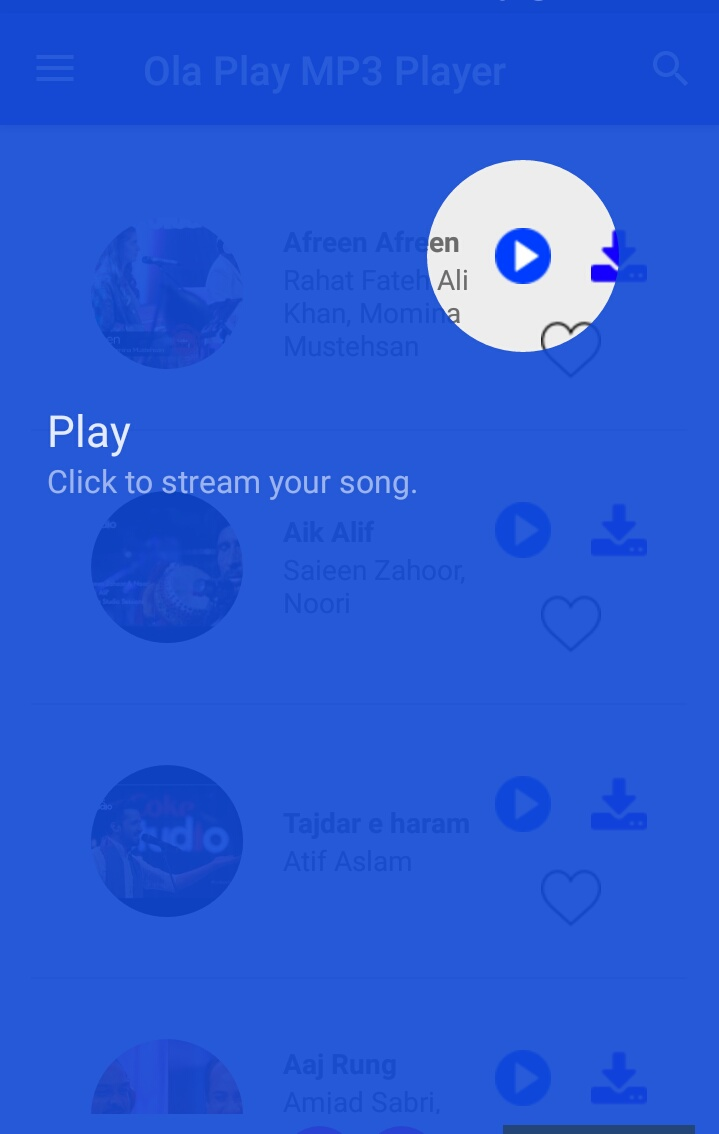 Ola Play MP3 Player
Afreen Afreen
Rahat Fateh Ali
Khan, Momina
Mustehsan
Play
Click to stream your song.
Aik Alif
Saieen Zahoor,
Noori
Tajdar e haram
Atif Aslam
Aaj Rung
Amjad Sabri,